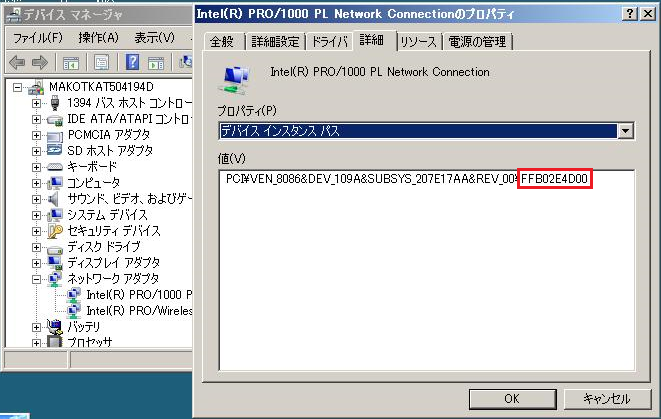 デバイス マネージャ
ファイル(F) 操作(A) 表示(V)
MAKOTKAT504194D
1394 バス ホスト コントロー
IDE ATA/ATAPI コントロ
PCMCIA アダプタ
SD ホスト アダプタ
キーボード
コンピュータ
サウンド、ビデオ、およびゲー
システム デバイス
セキュリティ デバイス
ディスク ドライブ
ディスプレイ アダプタ
ネットワーク アダプタ
Intel(R) PRO/1000 P
Intel(R) PRO/Wireles
バッテリ
プロセッサ
Intel(R) PRO/1000 PL Network Connectionのプロパティ
全般 詳細設定 ドライバ 詳細 リソース 電源の管理
Intel(R) PRO/1000 PL Network Connection
プロパティ(P)
デバイス インスタンス パス
値(V)
PCI¥VEN_8086&DEV_109A&SUBSYS_207E17AA&REV_00¥FFB02E4D00
OK キャンセル